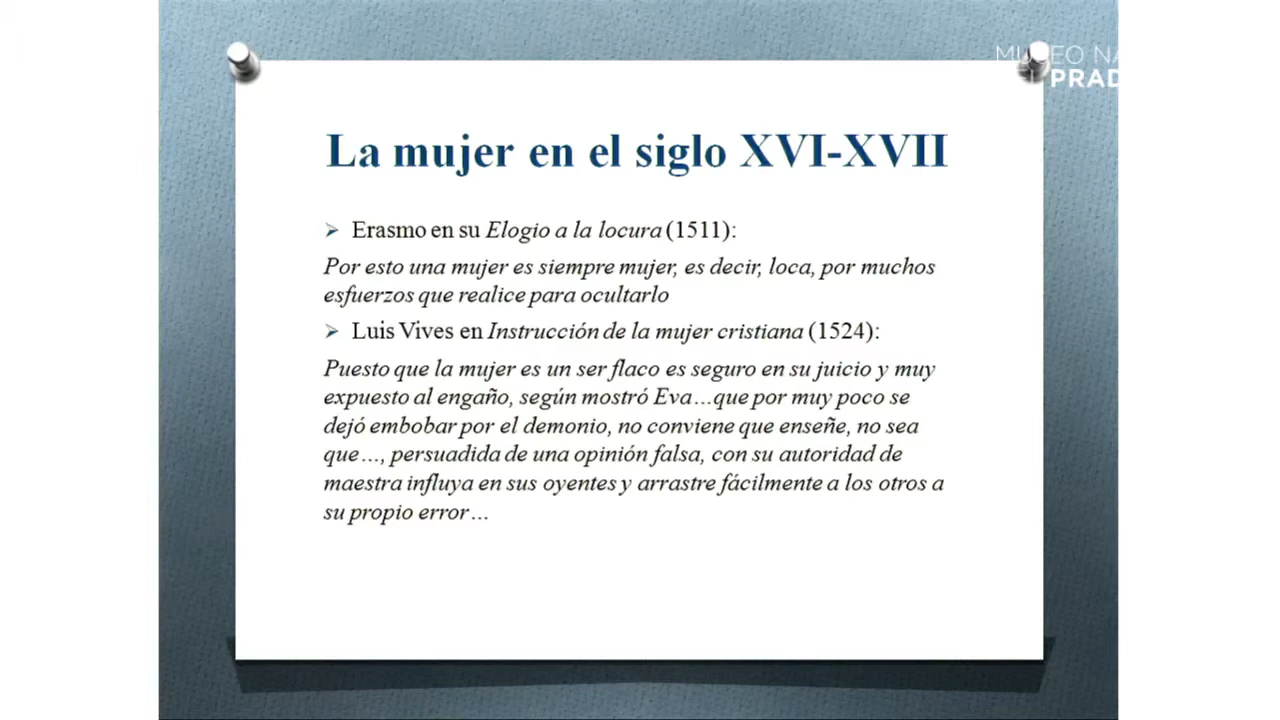 MUSEO NA
EL PRAD
La mujer en el siglo XVI-XVII
➢ Erasmo en su Elogio a la locura (1511):
Por esto una mujer es siempre mujer, es decir, loca, por muchos
esfuerzos que realice para ocultarlo
➢ Luis Vives en Instrucción de la mujer cristiana (1524):
Puesto que la mujer es un ser flaco es seguro en su juicio y muy
expuesto al engaño, según mostró Eva…que por muy poco se
dejó embobar por el demonio, no conviene que enseñe, no sea
que…, persuadida de una opinión falsa, con su autoridad de
maestra influya en sus oyentes y arrastre fácilmente a los otros a
su propio error…